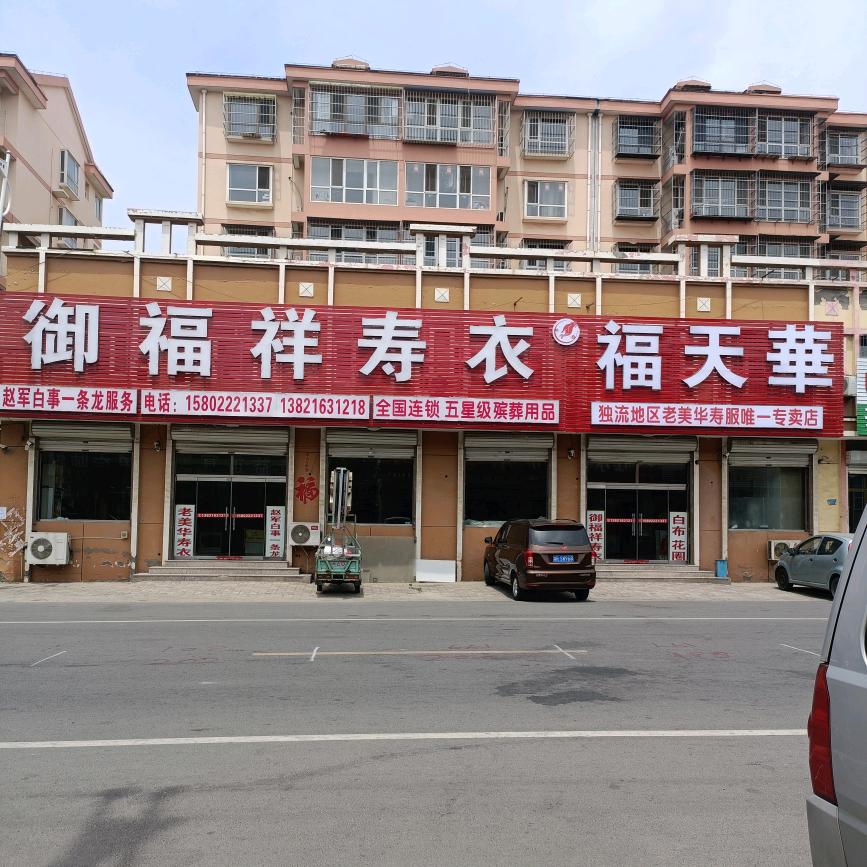 御福祥寿衣
福天華
赵军白事一条龙服务
电话：15802221337 13821631218
全国连锁 五星级殡葬用品
独流地区老美华寿服唯一专卖店
福
老美华寿衣
赵军白事一条龙
御福祥寿衣
白布花圈